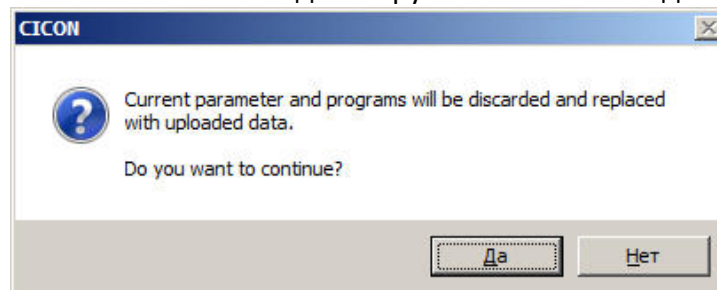 CICON
Current parameter and programs will be discarded and replaced
with uploaded data.
Do you want to continue?
Да
Нет